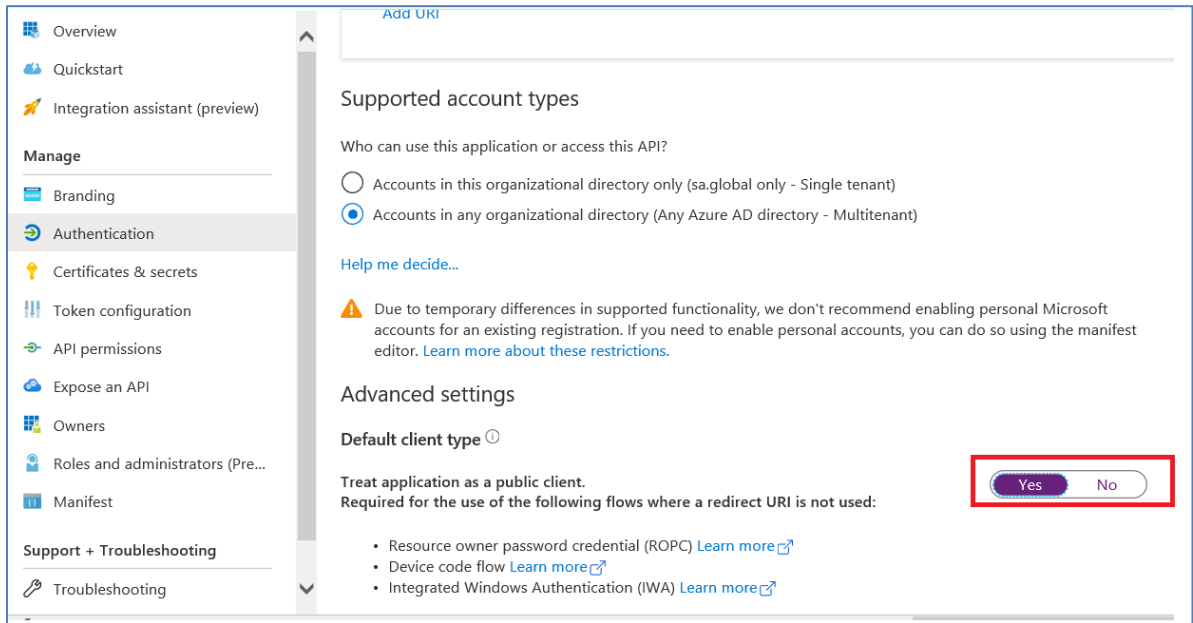 Overview
Quickstart
Integration assistant (preview)
Manage
Branding
Authentication
Certificates & secrets
Token configuration
API permissions
Expose an API
Owners
Roles and administrators (Pre...
Manifest
Support + Troubleshooting
Troubleshooting
Add URI
Supported account types
Who can use this application or access this API?
Accounts in this organizational directory only (sa.global only - Single tenant)
Accounts in any organizational directory (Any Azure AD directory - Multitenant)
Help me decide...
Due to temporary differences in supported functionality, we don't recommend enabling personal Microsoft
accounts for an existing registration. If you need to enable personal accounts, you can do so using the manifest
editor. Learn more about these restrictions.
Advanced settings
Default client type
Treat application as a public client.
Required for the use of the following flows where a redirect URI is not used:
Yes No
• Resource owner password credential (ROPC) Learn more
• Device code flow Learn more
• Integrated Windows Authentication (IWA) Learn more